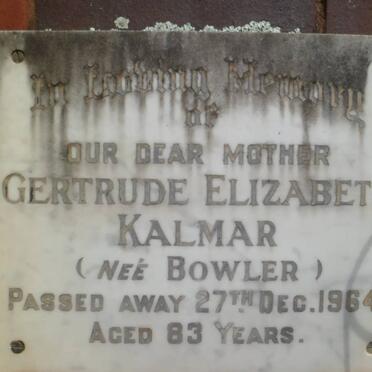 In Loving Memory
of
OUR DEAR MOTHER
GERTRUDE ELIZABET
KALMAR
( NEÉ BOWLER )
PASSED AWAY 27TH DEC. 1964
AGED 83 YEARS.